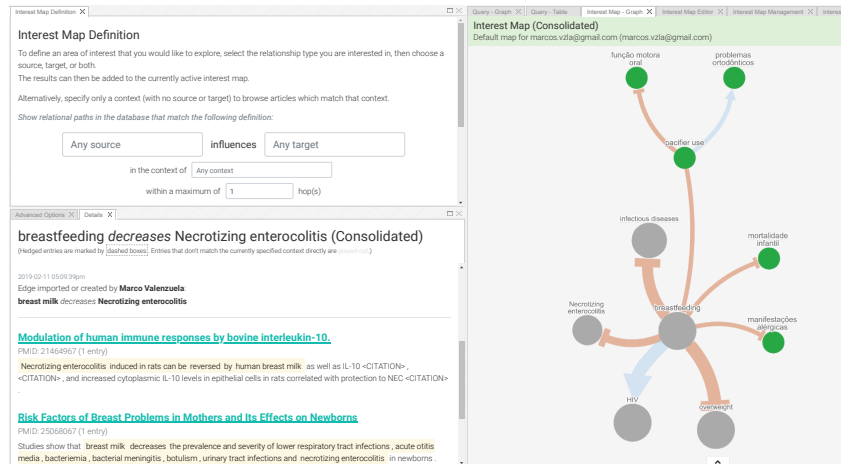 Interest Map Definition X
Interest Map Definition
To define an area of interest that you would like to explore, select the relationship type you are interested in, then choose a
source, target, or both.
The results can then be added to the currently active interest map.
Alternatively, specify only a context (with no source or target) to browse articles which match that context.
Show relational paths in the database that match the following definition:
Any source influences Any target
in the context of Any context
within a maximum of 1 hop(s)
Advanced Options X Details X
breastfeeding decreases Necrotizing enterocolitis (Consolidated)
(Hedged entries are marked by dashed boxes. Entries that don't match the currently specified context directly are greyed out.)
2019-02-11 05:09:39pm
Edge imported or created by Marco Valenzuela:
breast milk decreases Necrotizing enterocolitis
Modulation of human immune responses by bovine interleukin-10.
PMID: 21464967 (1 entry)
Necrotizing enterocolitis induced in rats can be reversed by human breast milk as well as IL-10 <CITATION> ,
<CITATION> , and increased cytoplasmic IL-10 levels in epithelial cells in rats correlated with protection to NEC <CITATION>
.
Risk Factors of Breast Problems in Mothers and Its Effects on Newborns
PMID: 25068067 (1 entry)
Studies show that breast milk decreases the prevalence and severity of lower respiratory tract infections , acute otitis
media , bacteriemia , bacterial meningitis , botulism , urinary tract infections and necrotizing enterocolitis in newborns .
Query - Graph X Query - Table Interest Map - Graph X Interest Map Editor X Interest Map Management X Interes
Interest Map (Consolidated)
Default map for marcos.vzla@gmail.com (marcos.vzla@gmail.com)
função motora
oral
problemas
ortodônticos
pacifier use
infectious diseases
mortalidade
infantil
Necrotizing
enterocolitis
breastfeeding
manifestações
alérgicas
HIV
overweight